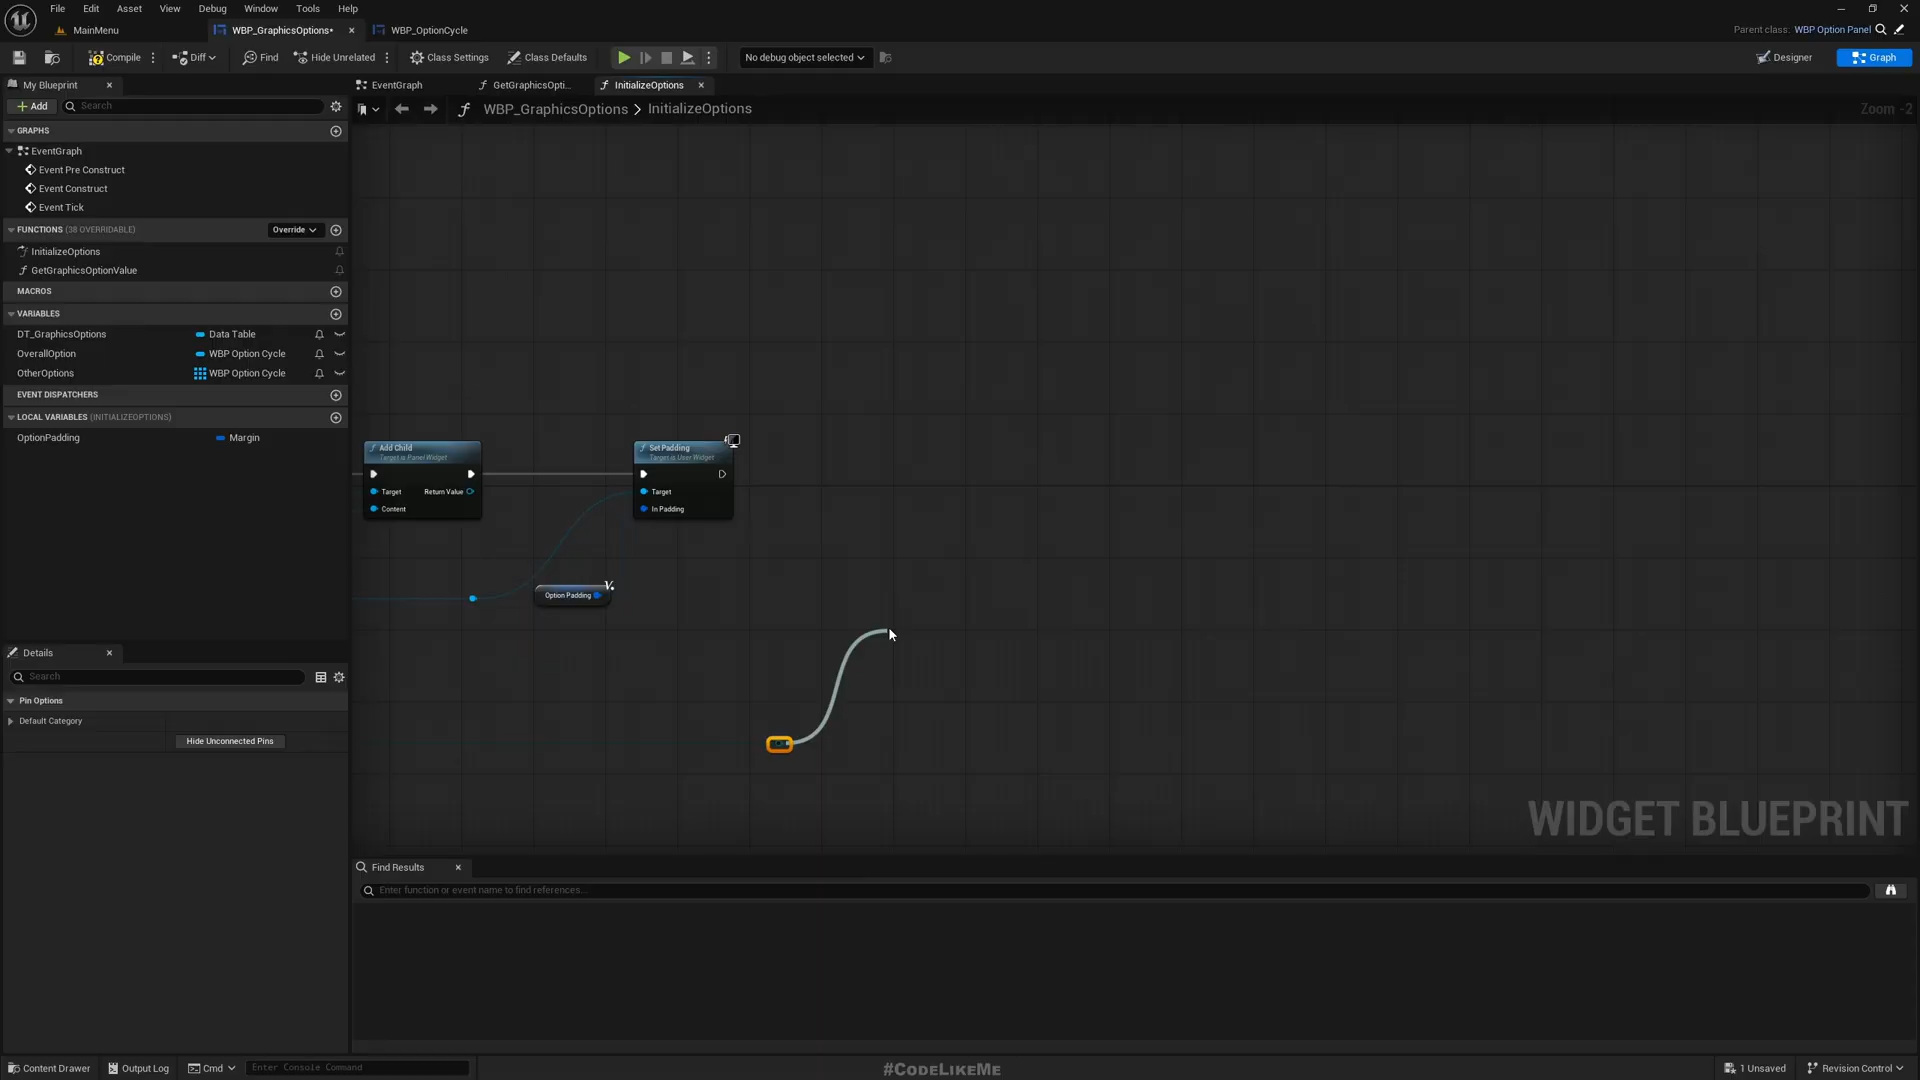 File Edit Asset View Debug Window Tools Help
MainMenu WBP_GraphicsOptions• WBP_OptionCycle Parent class: WBP Option Panel
Compile Diff Find Hide Unrelated Class Settings Class Defaults No debug object selected Designer Graph
My Blueprint EventGraph GetGraphicsOpti... InitializeOptions
Add Search WBP_GraphicsOptions > InitializeOptions Zoom -2
GRAPHS
EventGraph
Event Pre Construct
Event Construct
Event Tick
FUNCTIONS (38 OVERRIDABLE) Override
InitializeOptions
GetGraphicsOptionValue
MACROS
VARIABLES
DT_GraphicsOptions Data Table
OverallOption WBP Option Cycle
OtherOptions WBP Option Cycle
EVENT DISPATCHERS
LOCAL VARIABLES (INITIALIZEOPTIONS)
OptionPadding Margin
Add Child
Target is Panel Widget
Target Return Value
Content
Set Padding
Target is User Widget
Target
In Padding
Option Padding
Details
Search
Pin Options
Default Category
Hide Unconnected Pins
WIDGET BLUEPRINT
Find Results
Enter function or event name to find references...
Content Drawer Output Log Cmd Enter Console Command #CODELIKEME 1 Unsaved Revision Control